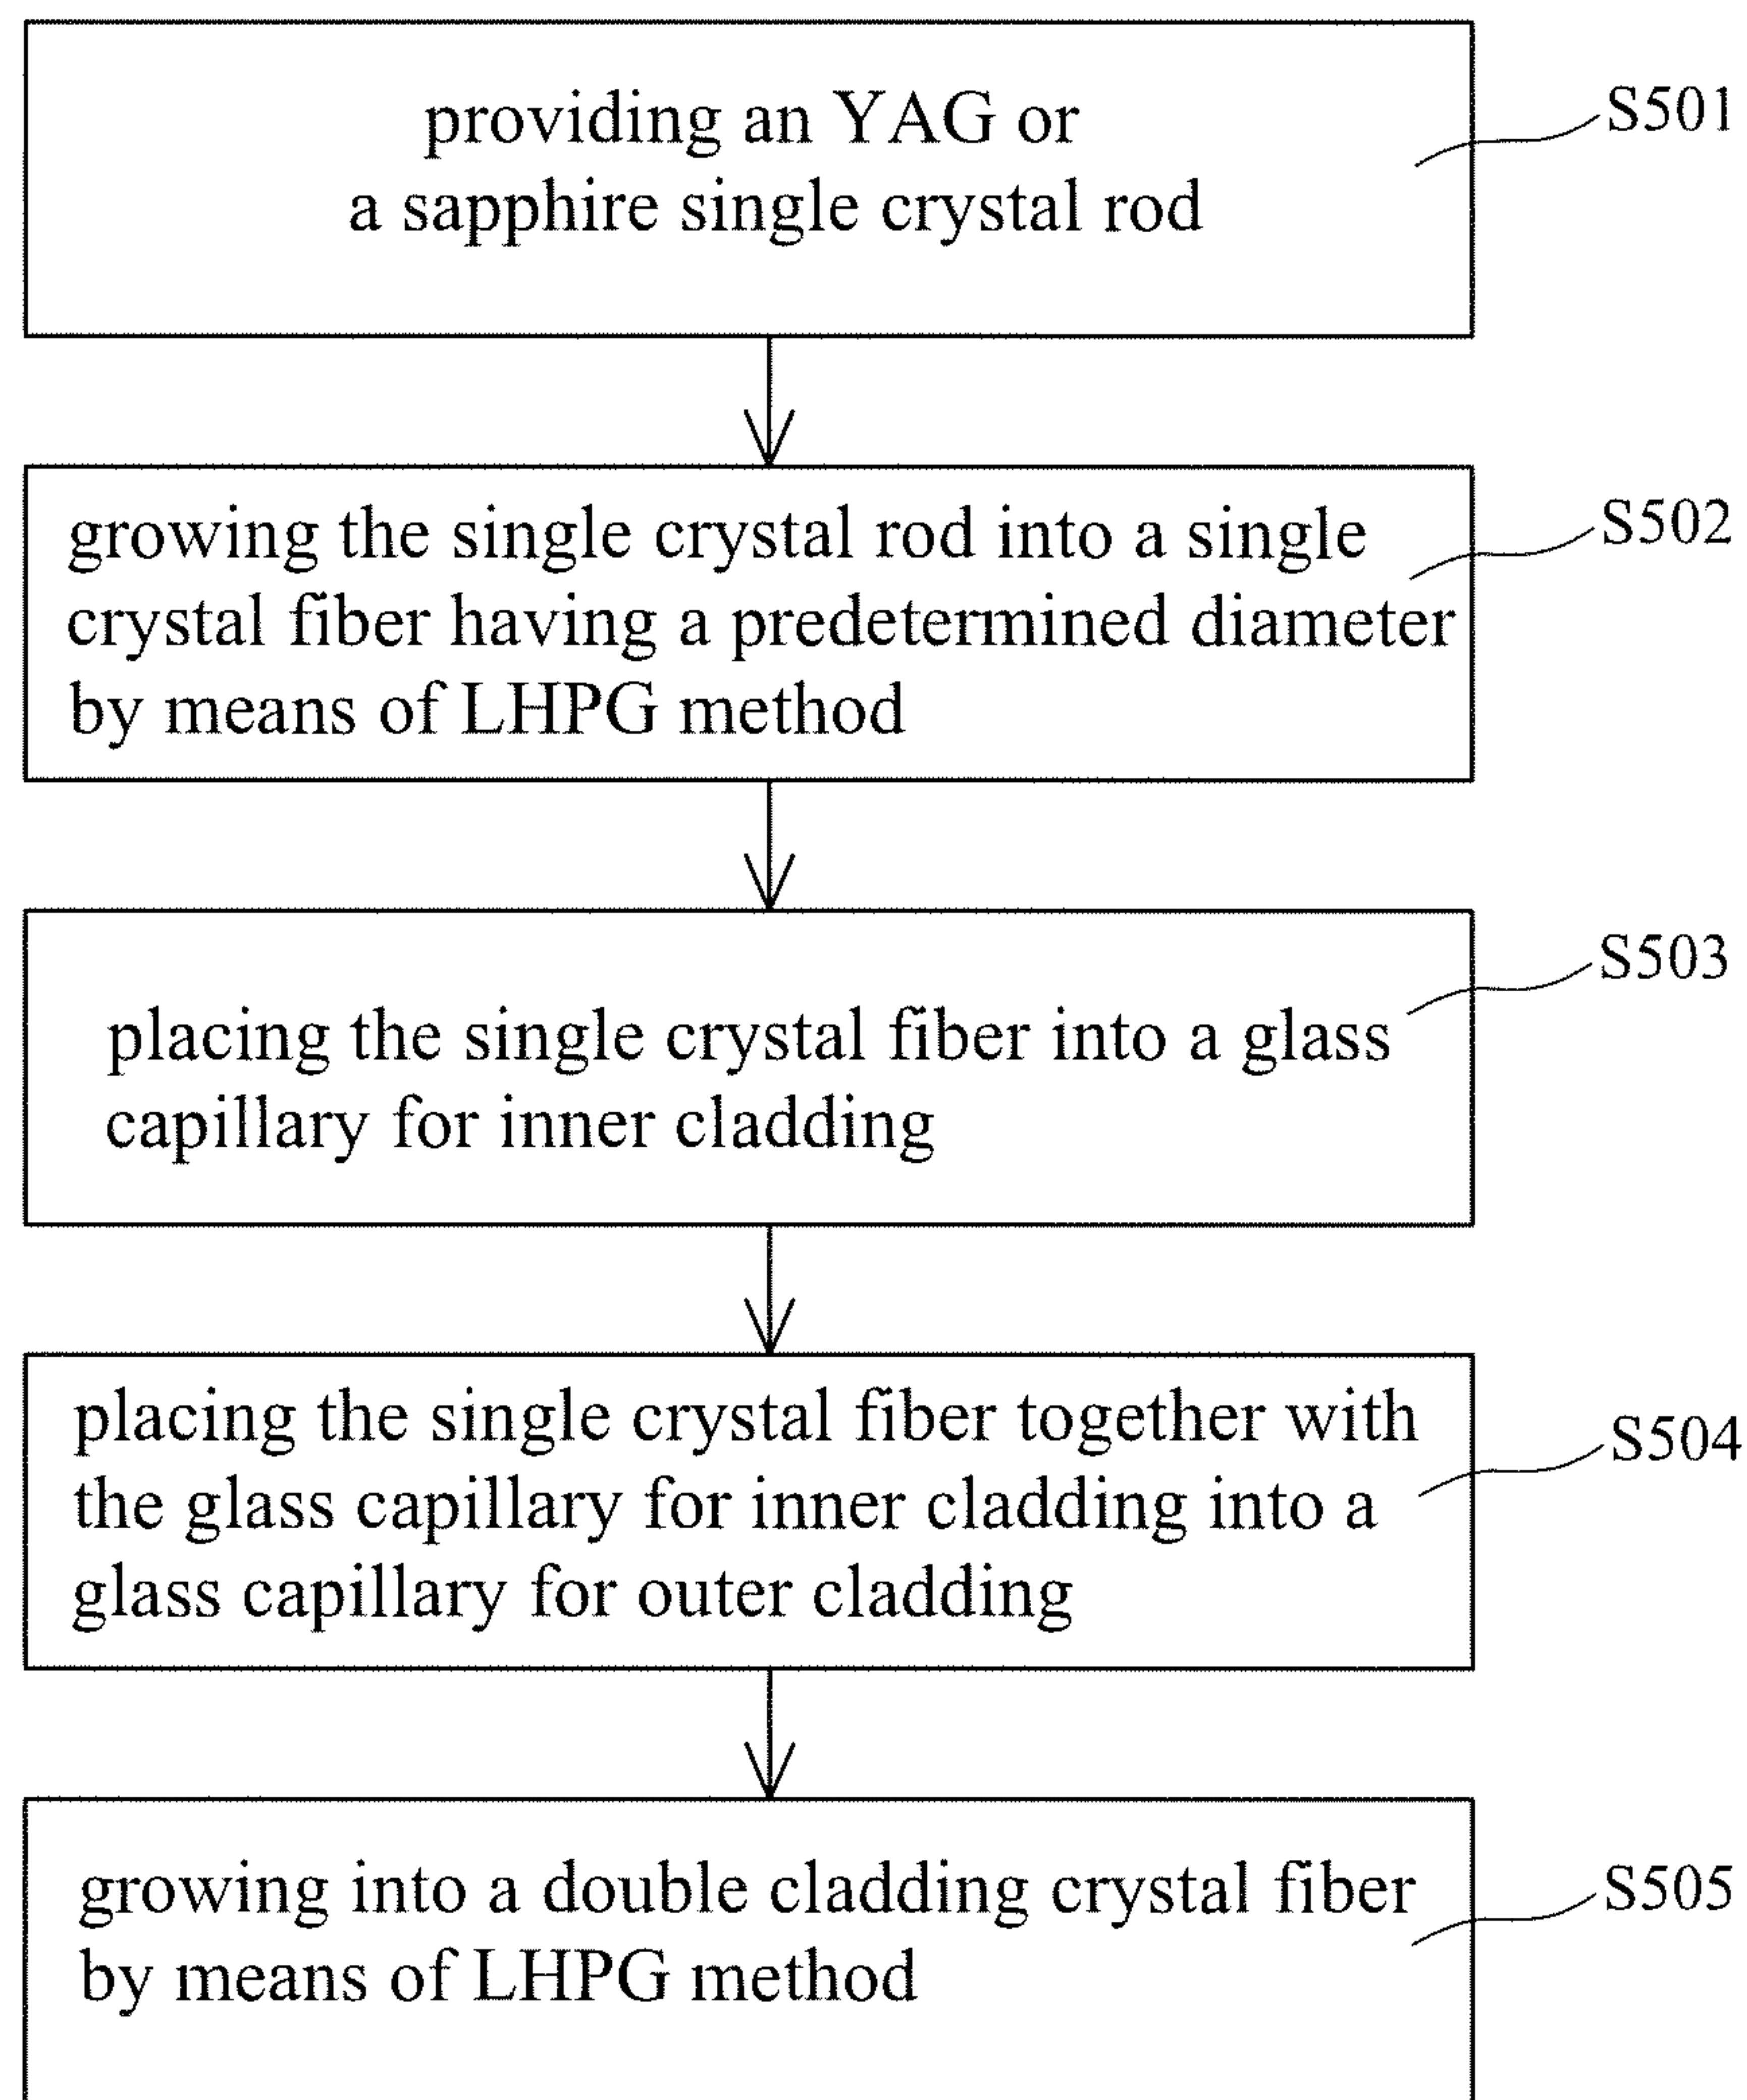 providing an YAG or
a sapphire single crystal rod
S501
growing the single crystal rod into a single
crystal fiber having a predetermined diameter
by means of LHPG method
S502
placing the single crystal fiber into a glass
capillary for inner cladding
S503
placing the single crystal fiber together with
the glass capillary for inner cladding into a
glass capillary for outer cladding
S504
growing into a double cladding crystal fiber
by means of LHPG method
S505